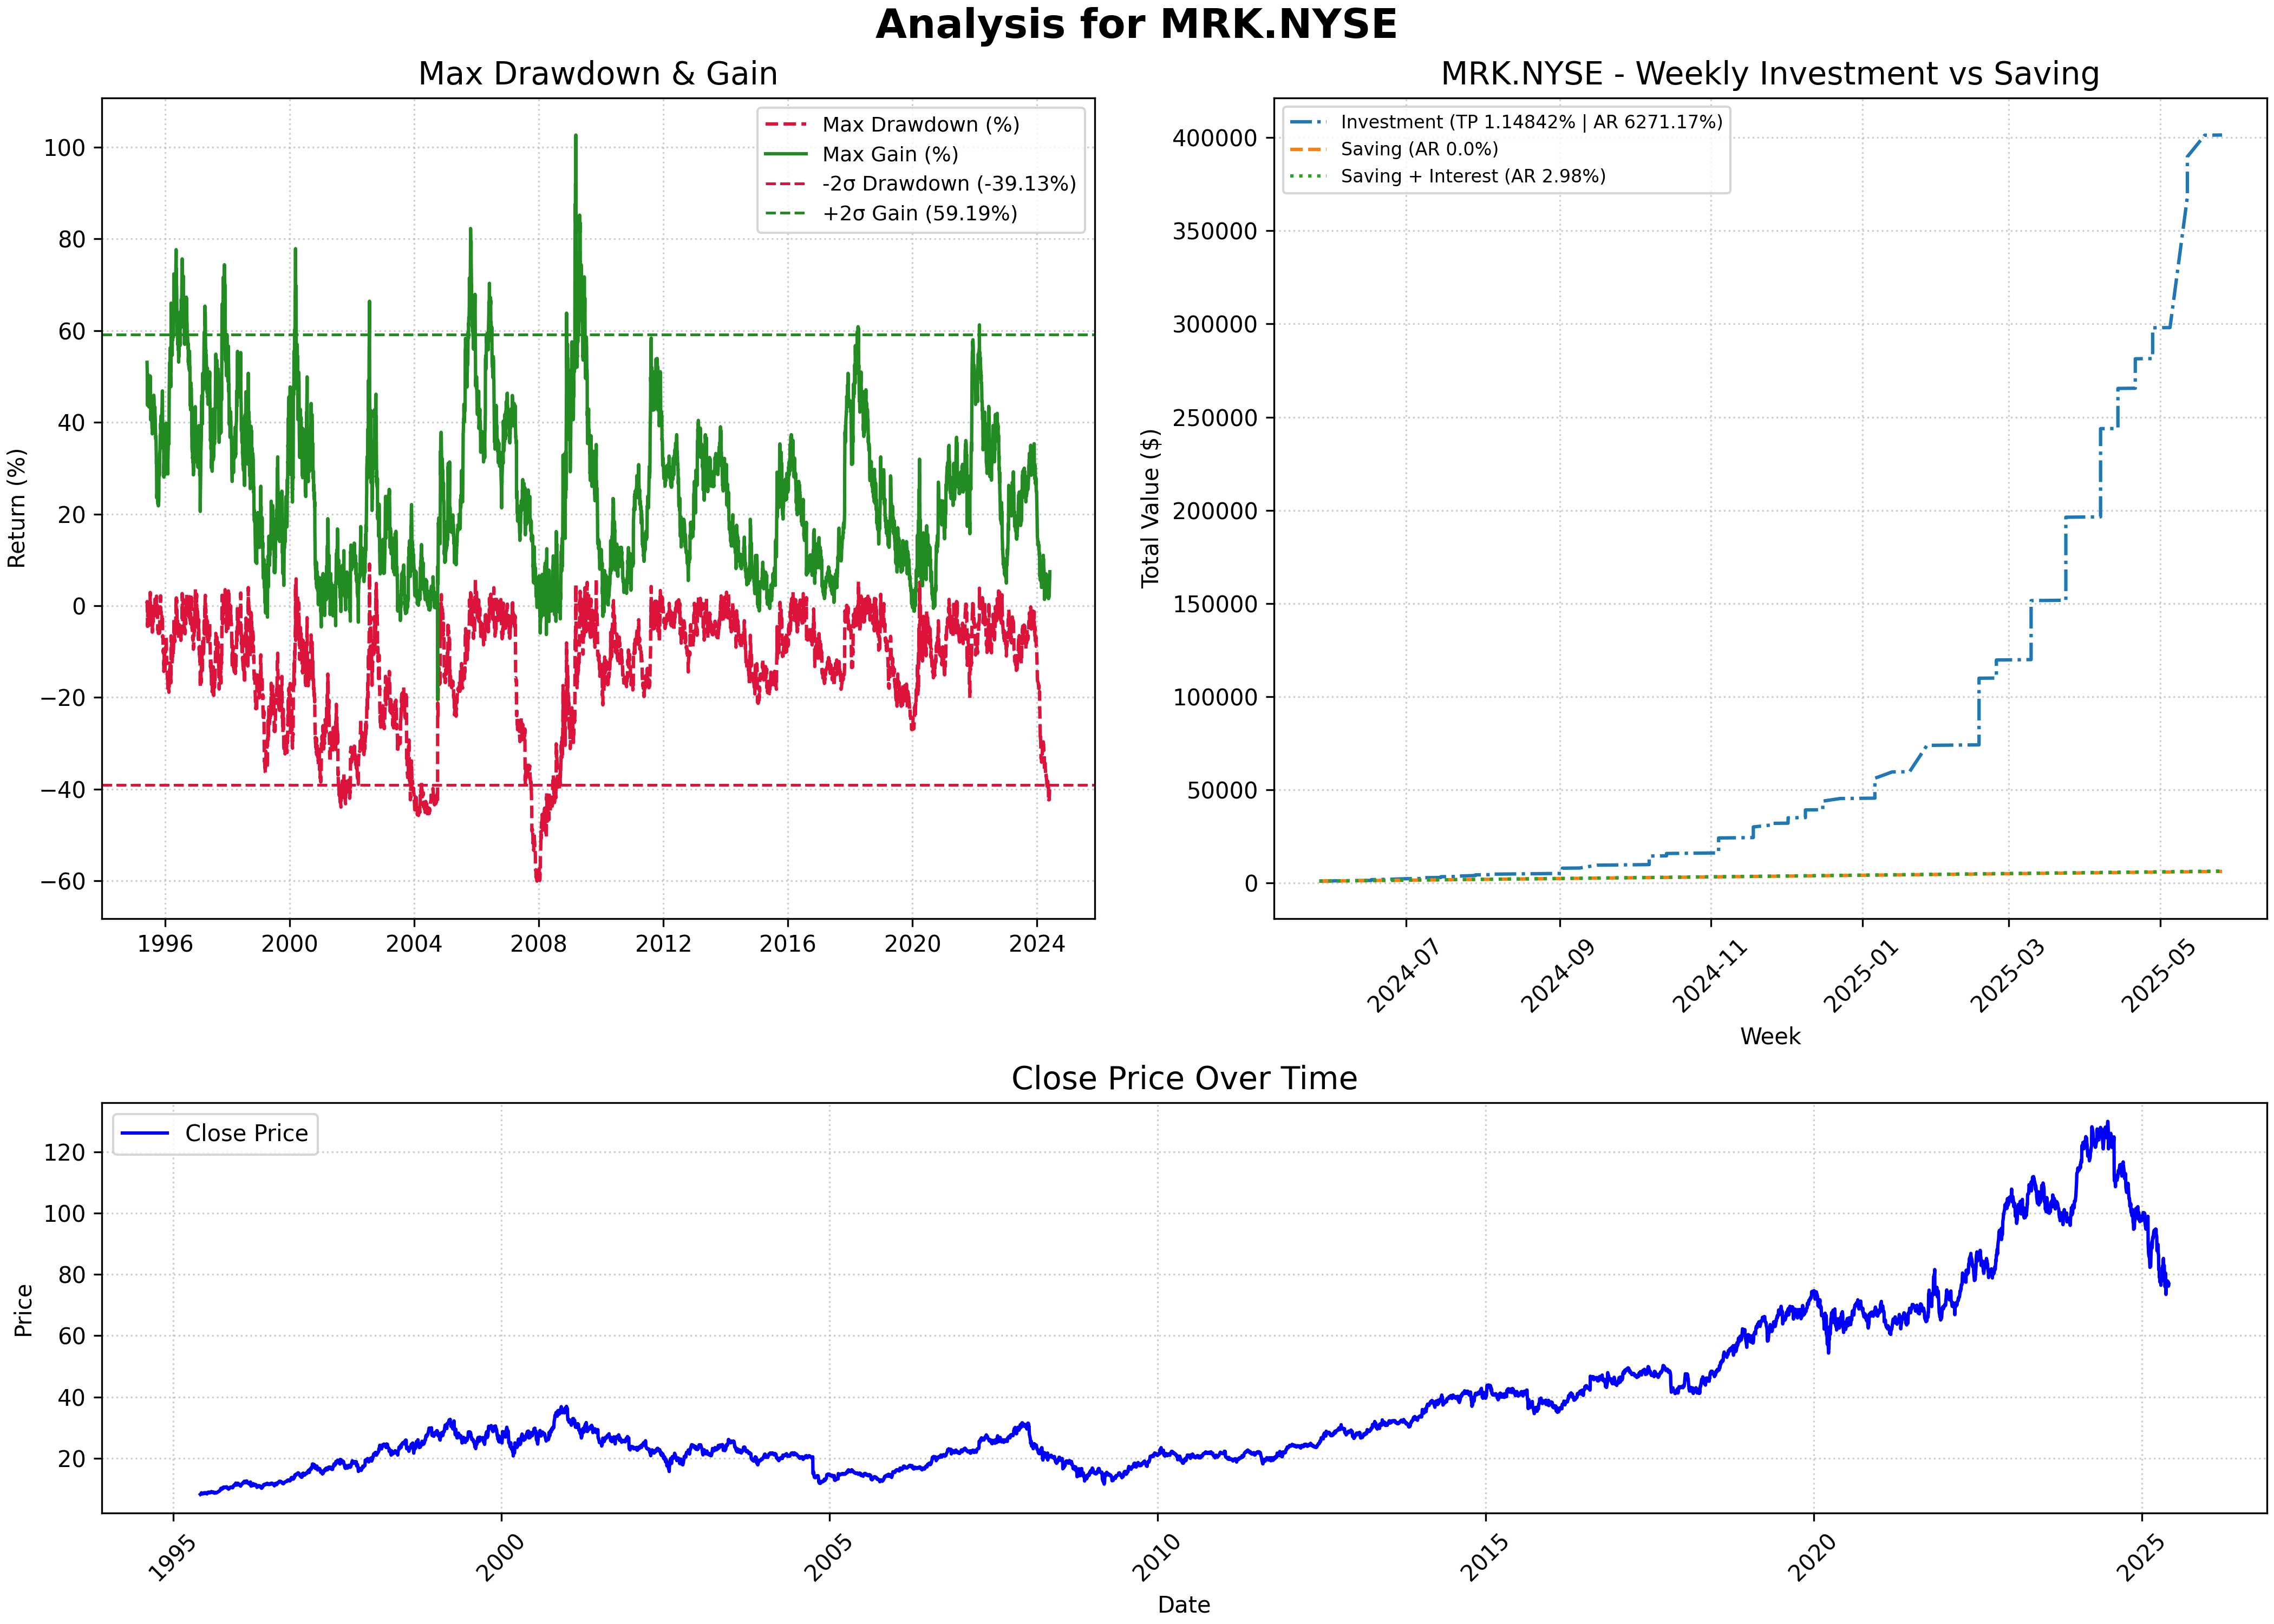 Analysis for MRK.NYSE
Max Drawdown & Gain
Max Drawdown (%)
Max Gain (%)
-2σ Drawdown (-39.13%)
+2σ Gain (59.19%)
Return (%)
100
80
60
40
20
0
−20
−40
−60
1996
2000
2004
2008
2012
2016
2020
2024
MRK.NYSE - Weekly Investment vs Saving
Investment (TP 1.14842% | AR 6271.17%)
Saving (AR 0.0%)
Saving + Interest (AR 2.98%)
Total Value ($)
400000
350000
300000
250000
200000
150000
100000
50000
0
2024-07
2024-09
2024-11
2025-01
2025-03
2025-05
Week
Close Price Over Time
Close Price
Price
120
100
80
60
40
20
1995
2000
2005
2010
2015
2020
2025
Date